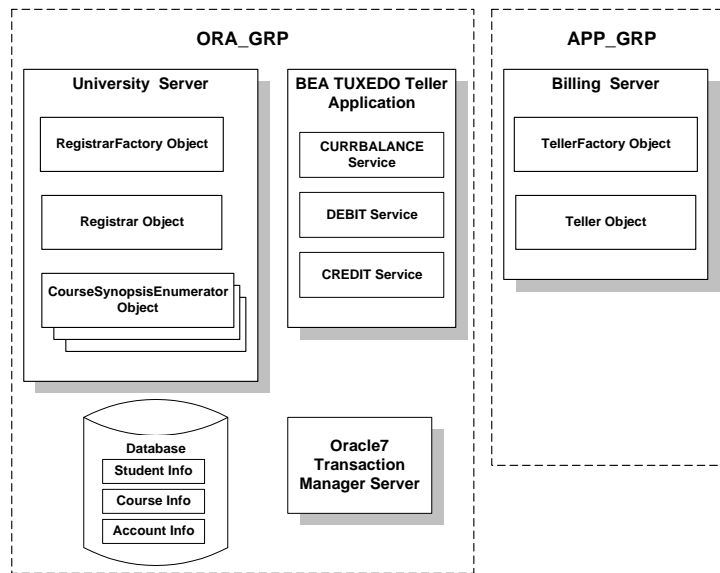 ORA_GRP
University Server
RegistrarFactory Object
Registrar Object
CourseSynopsisEnumerator
Object
BEA TUXEDO Teller
Application
CURRBALANCE
Service
DEBIT Service
CREDIT Service
Database
Student Info
Course Info
Account Info
Oracle7
Transaction
Manager Server
APP_GRP
Billing Server
TellerFactory Object
Teller Object